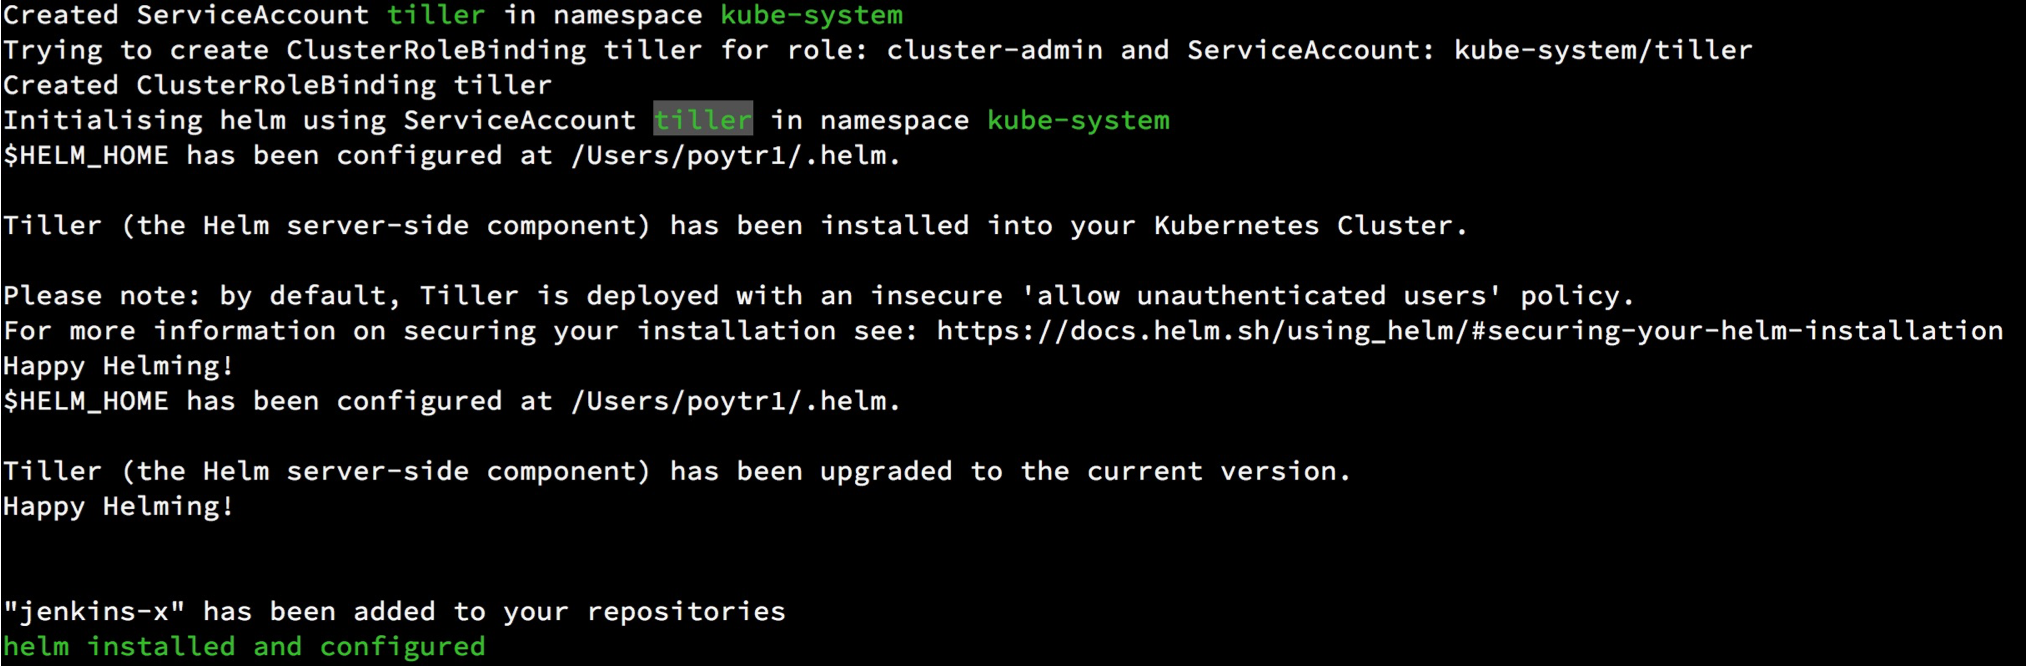 Created ServiceAccount tiller in namespace kube-system
Trying to create ClusterRoleBinding tiller for role: cluster-admin and ServiceAccount: kube-system/tiller
Created ClusterRoleBinding tiller
Initialising helm using ServiceAccount tiller in namespace kube-system
$HELM_HOME has been configured at /Users/poytr1/.helm.
Tiller (the Helm server-side component) has been installed into your Kubernetes Cluster.
Please note: by default, Tiller is deployed with an insecure 'allow unauthenticated users' policy.
For more information on securing your installation see: https://docs.helm.sh/using_helm/#securing-your-helm-installation
Happy Helming!
$HELM_HOME has been configured at /Users/poytr1/.helm.
Tiller (the Helm server-side component) has been upgraded to the current version.
Happy Helming!
"jenkins-x" has been added to your repositories
helm installed and configured